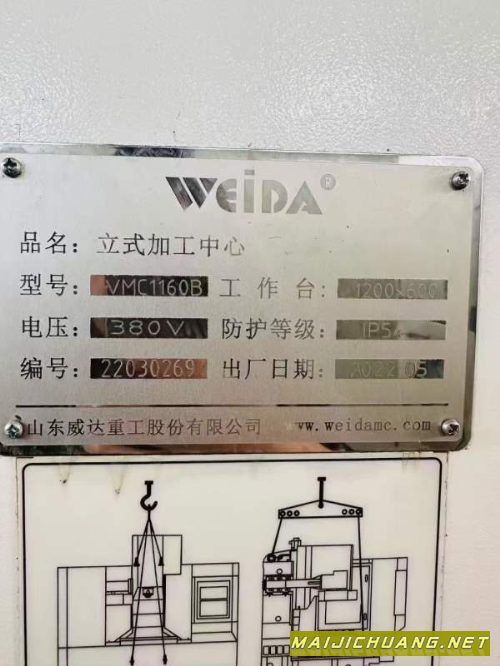 WEIDA®
品名：立式加工中心
型号：VMC1160B 工作台：1200x600
电压：380V 防护等级：IP54
编号：22030269 出厂日期：2022.05
山东威达重工股份有限公司 www.weidamc.com
MAIJICHUANG.NET